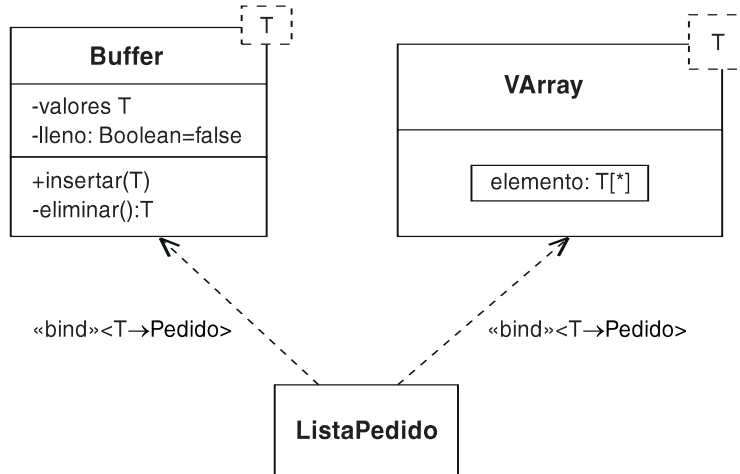 T
Buffer
-valores T
-lleno: Boolean=false
+insertar(T)
-eliminar():T
T
VArray
elemento: T[*]
«bind»<T→Pedido>
«bind»<T→Pedido>
ListaPedido